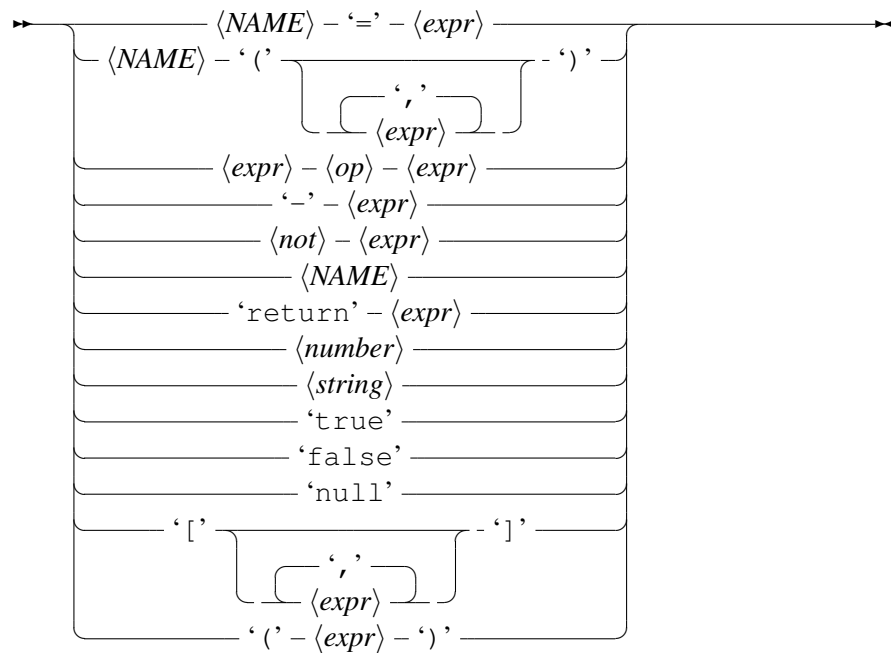 ⟨NAME⟩ – ‘=’ – ⟨expr⟩
⟨NAME⟩ – ‘(’ – ‘)’
‘,’
⟨expr⟩
⟨expr⟩ – ⟨op⟩ – ⟨expr⟩
‘-’ – ⟨expr⟩
⟨not⟩ – ⟨expr⟩
⟨NAME⟩
‘return’ – ⟨expr⟩
⟨number⟩
⟨string⟩
‘true’
‘false’
‘null’
‘[’ – ‘]’
‘,’
⟨expr⟩
‘(’ – ⟨expr⟩ – ‘)’